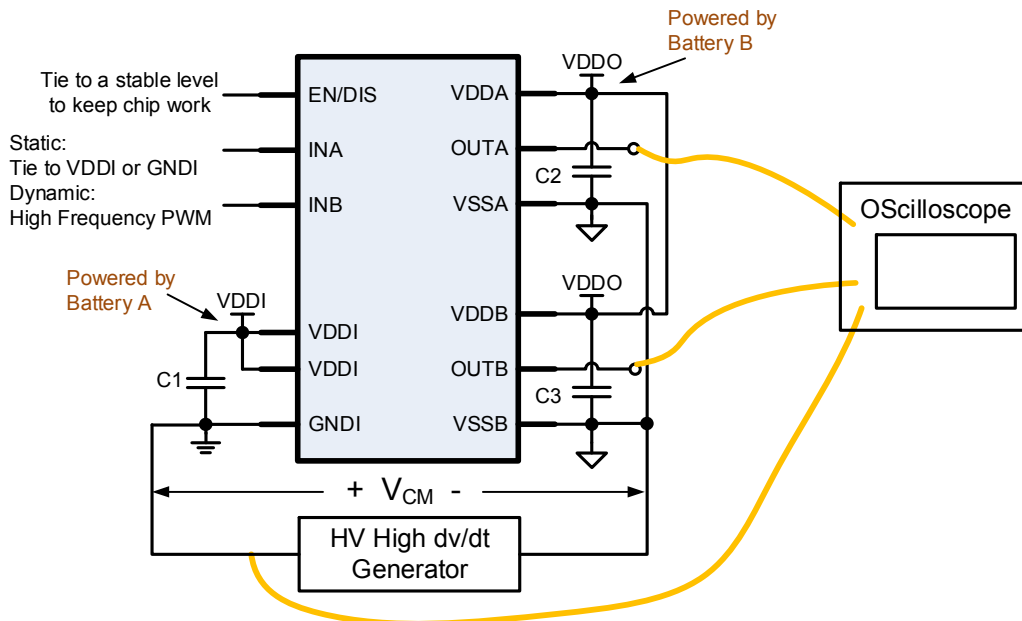 Powered by
Battery B
VDDO
Tie to a stable level
to keep chip work
EN/DIS
VDDA
Static:
Tie to VDDI or GNDI
Dynamic:
High Frequency PWM
INA
OUTA
C2
INB
VSSA
OScilloscope
Powered by
Battery A
VDDI
VDDO
VDDI
VDDB
C1
VDDI
OUTB
C3
GNDI
VSSB
+ VCM -
HV High dv/dt
Generator